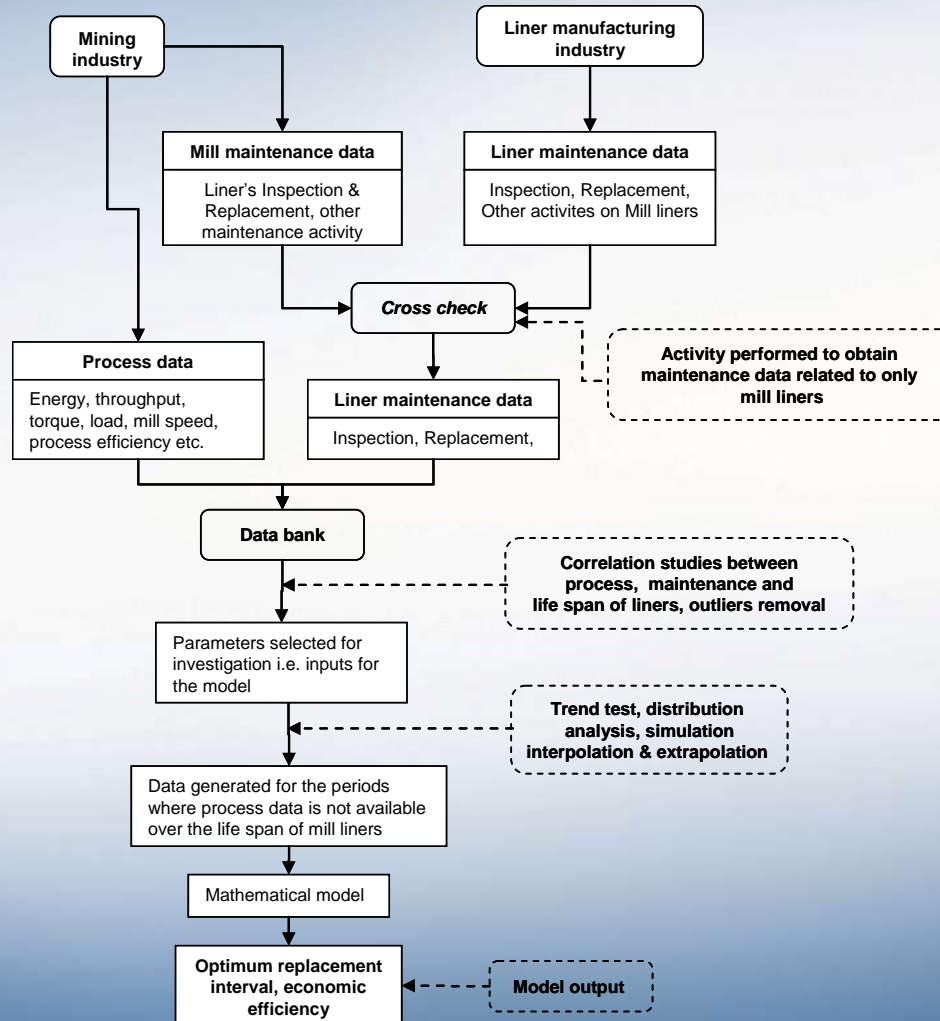 Mining
industry
Liner manufacturing
industry
Mill maintenance data
Liner's Inspection &
Replacement, other
maintenance activity
Liner maintenance data
Inspection, Replacement,
Other activites on Mill liners
Cross check
Activity performed to obtain
maintenance data related to only
mill liners
Process data
Energy, throughput,
torque, load, mill speed,
process efficiency etc.
Liner maintenance data
Inspection, Replacement,
Data bank
Correlation studies between
process, maintenance and
life span of liners, outliers removal
Parameters selected for
investigation i.e. inputs for
the model
Trend test, distribution
analysis, simulation
interpolation & extrapolation
Data generated for the periods
where process data is not available
over the life span of mill liners
Mathematical model
Optimum replacement
interval, economic
efficiency
Model output